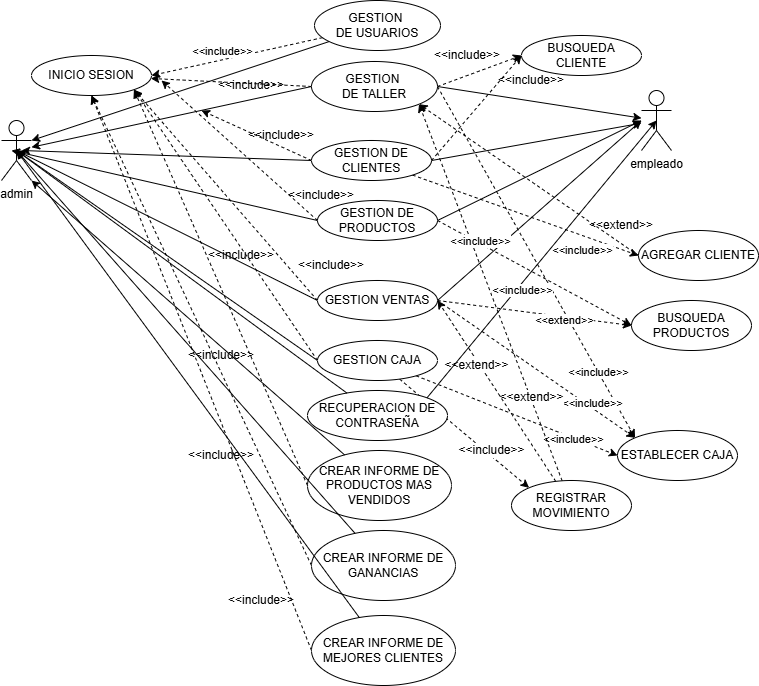 GESTION
DE USUARIOS
<<include>>
BUSQUEDA
CLIENTE
<<include>>
INICIO SESION
GESTION
DE TALLER
<<include>>
<<include>>
<<include>>
GESTION DE
CLIENTES
empleado
admin
<<include>>
GESTION DE
PRODUCTOS
<<extend>>
<<include>>
<<include>>
<<include>>
AGREGAR CLIENTE
<<include>>
<<include>>
GESTION VENTAS
BUSQUEDA
PRODUCTOS
<<extend>>
<<include>>
GESTION CAJA
<<extend>>
<<include>>
<<extend>>
<<include>>
RECUPERACION DE
CONTRASEÑA
<<include>>
<<include>>
<<include>>
ESTABLECER CAJA
CREAR INFORME DE
PRODUCTOS MAS
VENDIDOS
REGISTRAR
MOVIMIENTO
CREAR INFORME DE
GANANCIAS
<<include>>
CREAR INFORME DE
MEJORES CLIENTES